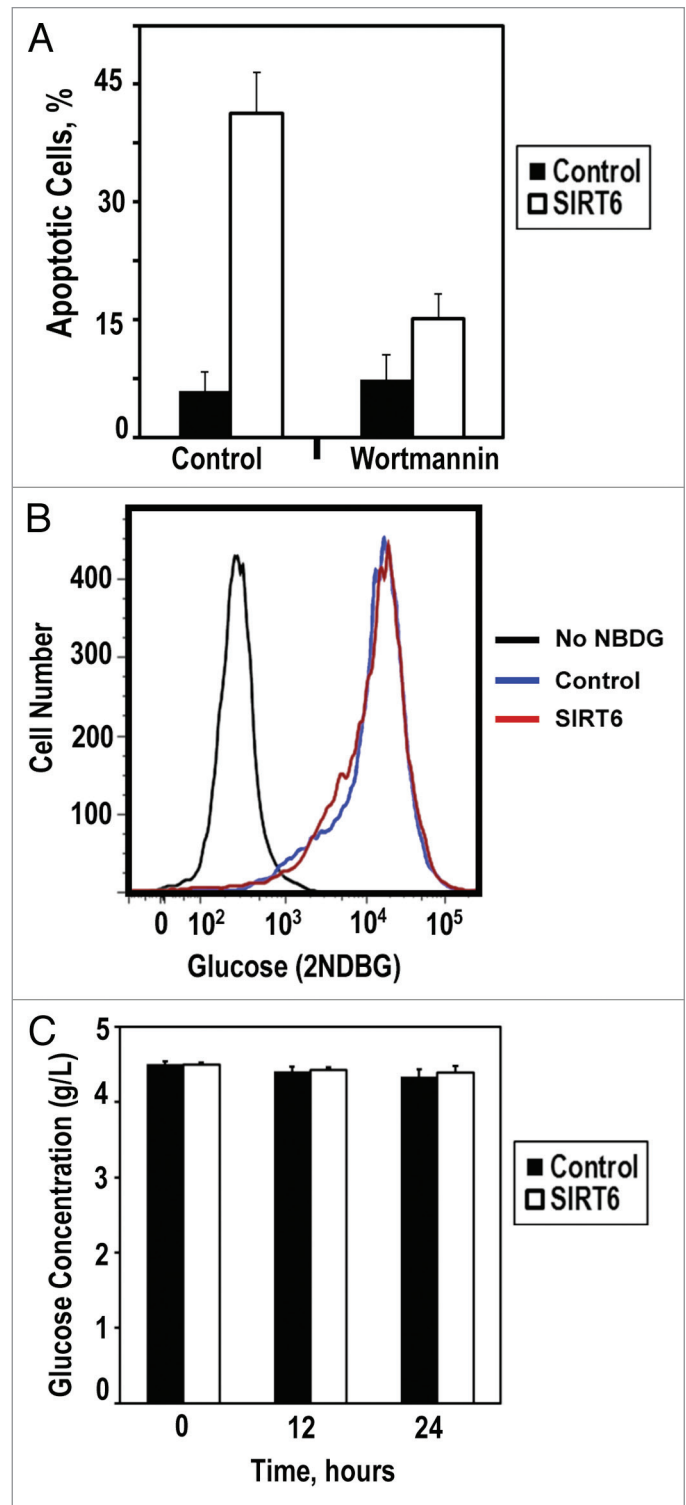 A
Apoptotic Cells, %
45
30
15
0
Control
Wortmannin
Control
SIRT6
B
Cell Number
400
300
200
100
0
10²
10³
10⁴
10⁵
Glucose (2NDBG)
No NBDG
Control
SIRT6
C
Glucose Concentration (g/L)
5
4
3
2
1
0
0
12
24
Time, hours
Control
SIRT6